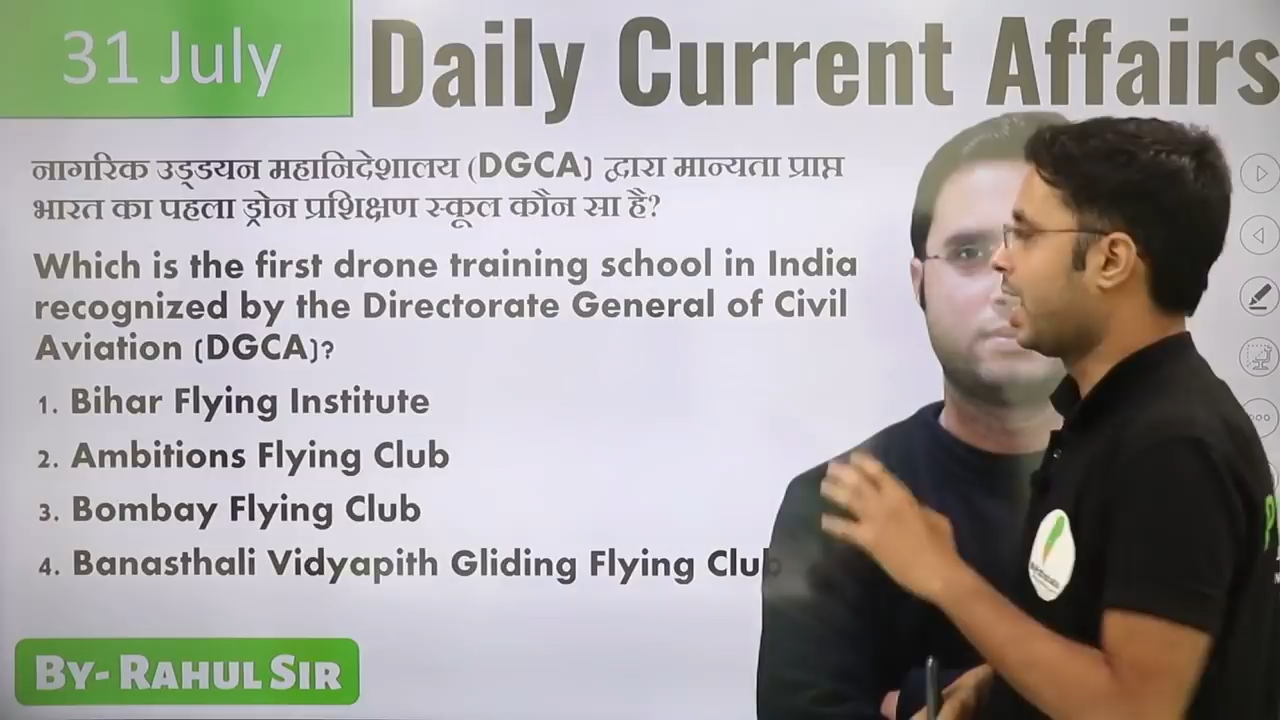 31 July
Daily Current Affairs
नागरिक उड्डयन महानिदेशालय (DGCA) द्वारा मान्यता प्राप्त
भारत का पहला ड्रोन प्रशिक्षण स्कूल कौन सा है?
Which is the first drone training school in India
recognized by the Directorate General of Civil
Aviation (DGCA)?
1. Bihar Flying Institute
2. Ambitions Flying Club
3. Bombay Flying Club
4. Banasthali Vidyapith Gliding Flying Club
By- Rahul Sir